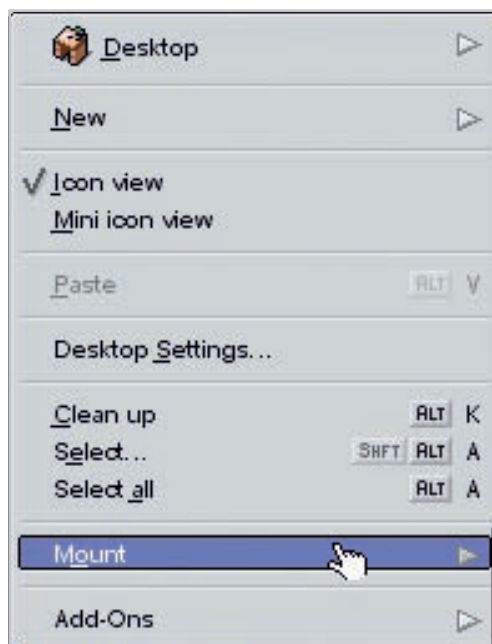 Desktop
New
Icon view
Mini icon view
Paste ALT V
Desktop Settings...
Clean up ALT K
Select... SHFT ALT A
Select all ALT A
Mount
Add-Ons